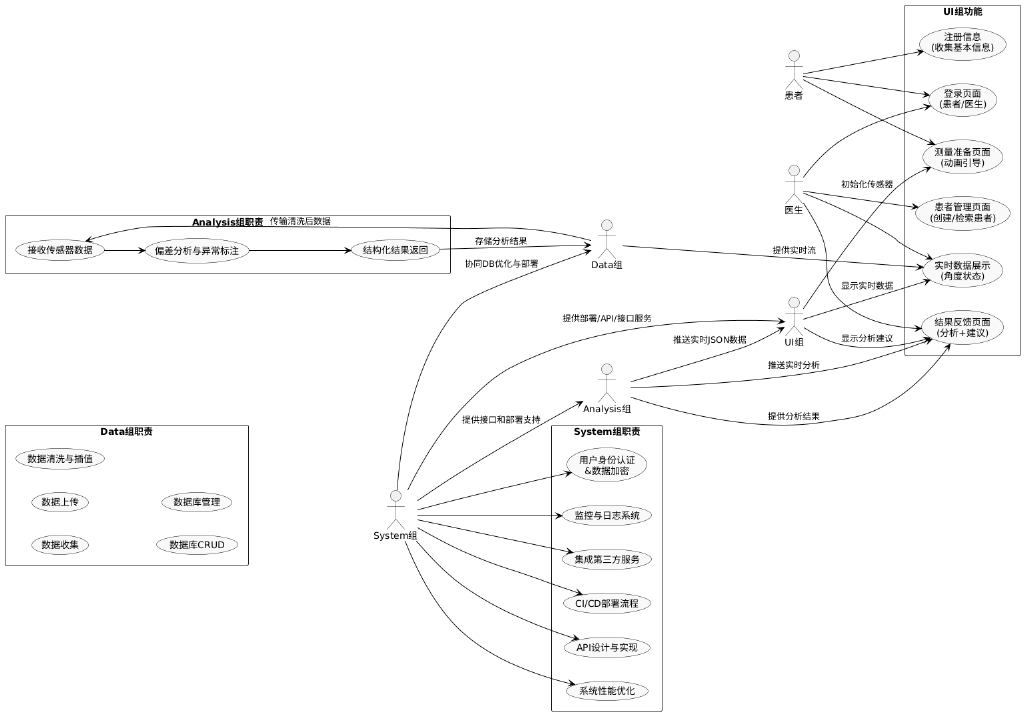 UI组功能
注册信息
(收集基本信息)
登录页面
(患者/医生)
测量准备页面
(动画引导)
患者管理页面
(创建/检索患者)
实时数据展示
(角度状态)
结果反馈页面
(分析+建议)
患者
医生
初始化传感器
Analysis组职责
传输清洗后数据
接收传感器数据
偏差分析与异常标注
结构化结果返回
存储分析结果
协同DB优化与部署
Data组
提供实时流
显示实时数据
提供部署/API/接口服务
UI组
显示分析建议
推送实时JSON数据
推送实时分析
Analysis组
提供分析结果
提供接口和部署支持
Data组职责
数据清洗与插值
数据上传
数据库管理
数据收集
数据库CRUD
System组
System组职责
用户身份认证
&数据加密
监控与日志系统
集成第三方服务
CI/CD部署流程
API设计与实现
系统性能优化